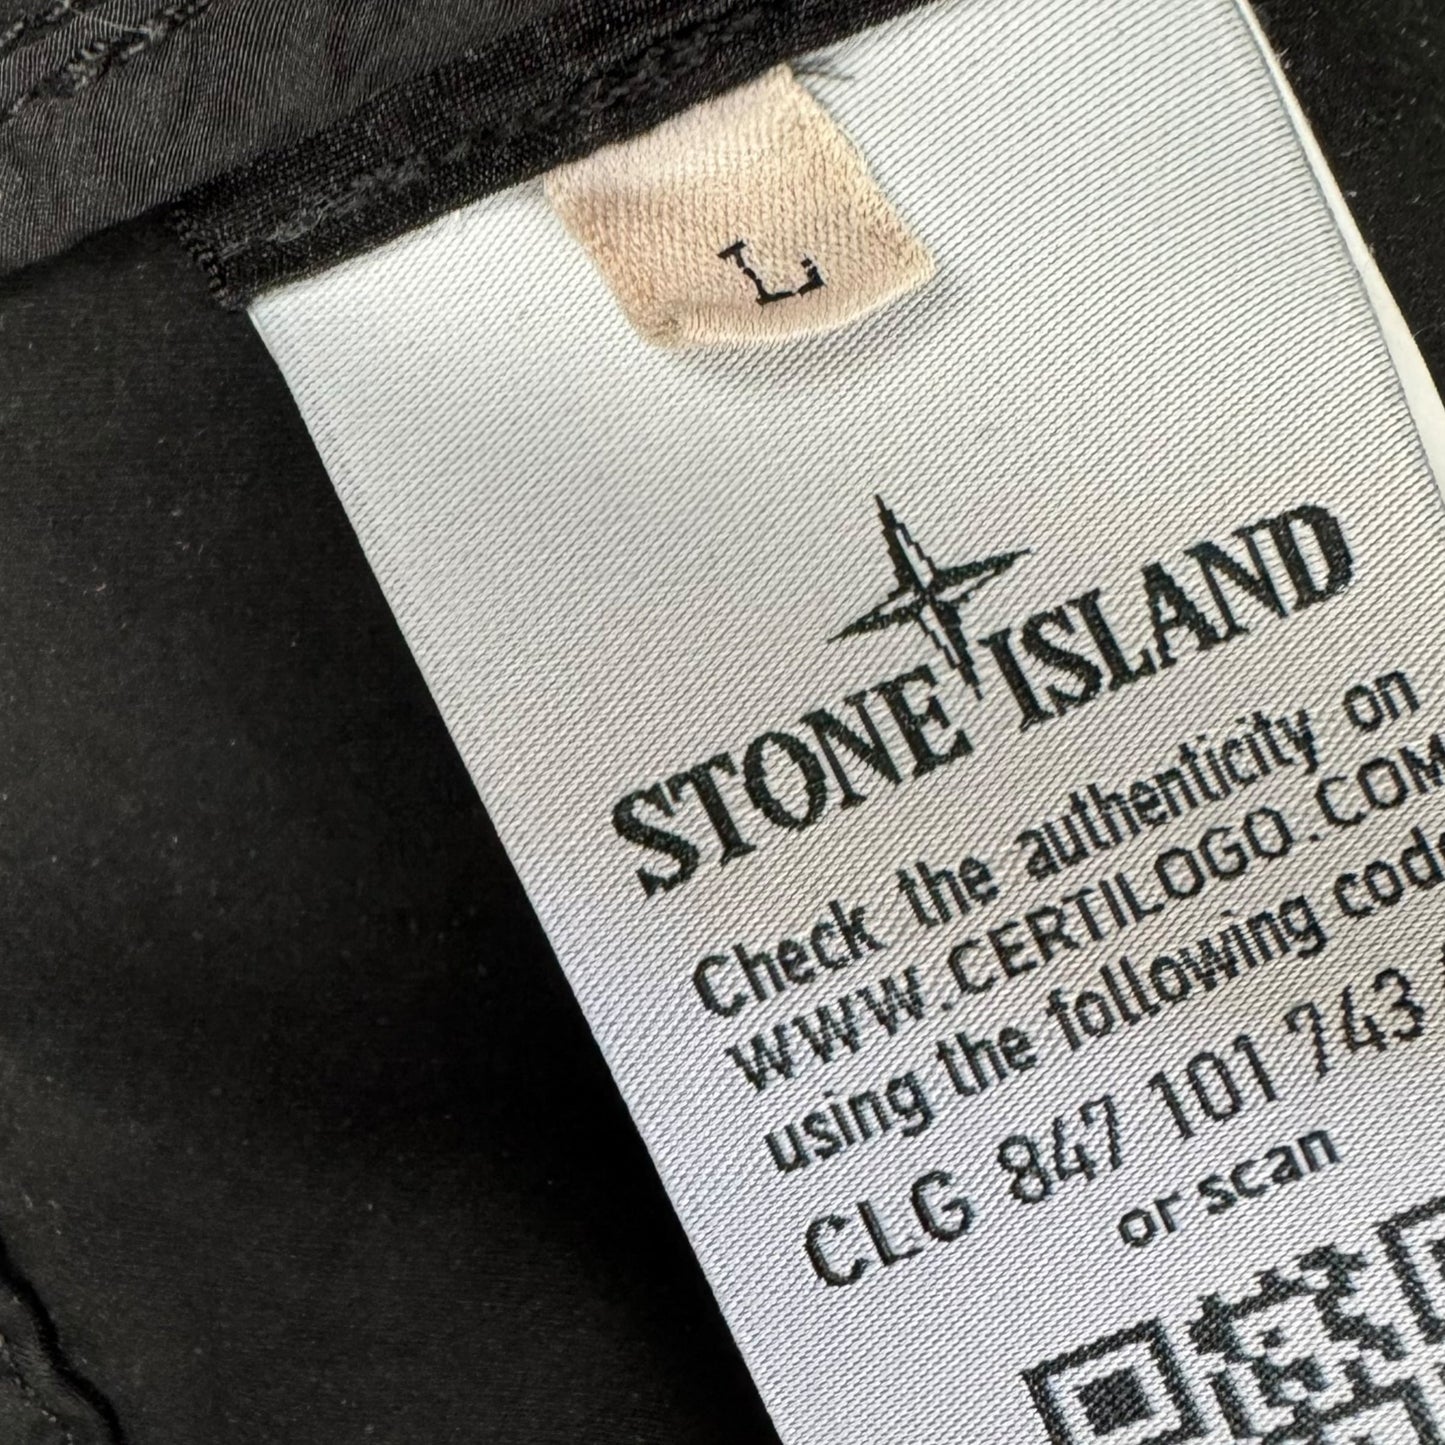 L
STONE ISLAND
Check the authenticity on
WWW.CERTILOGO.COM
using the following code
CLG 847 101 743
or scan